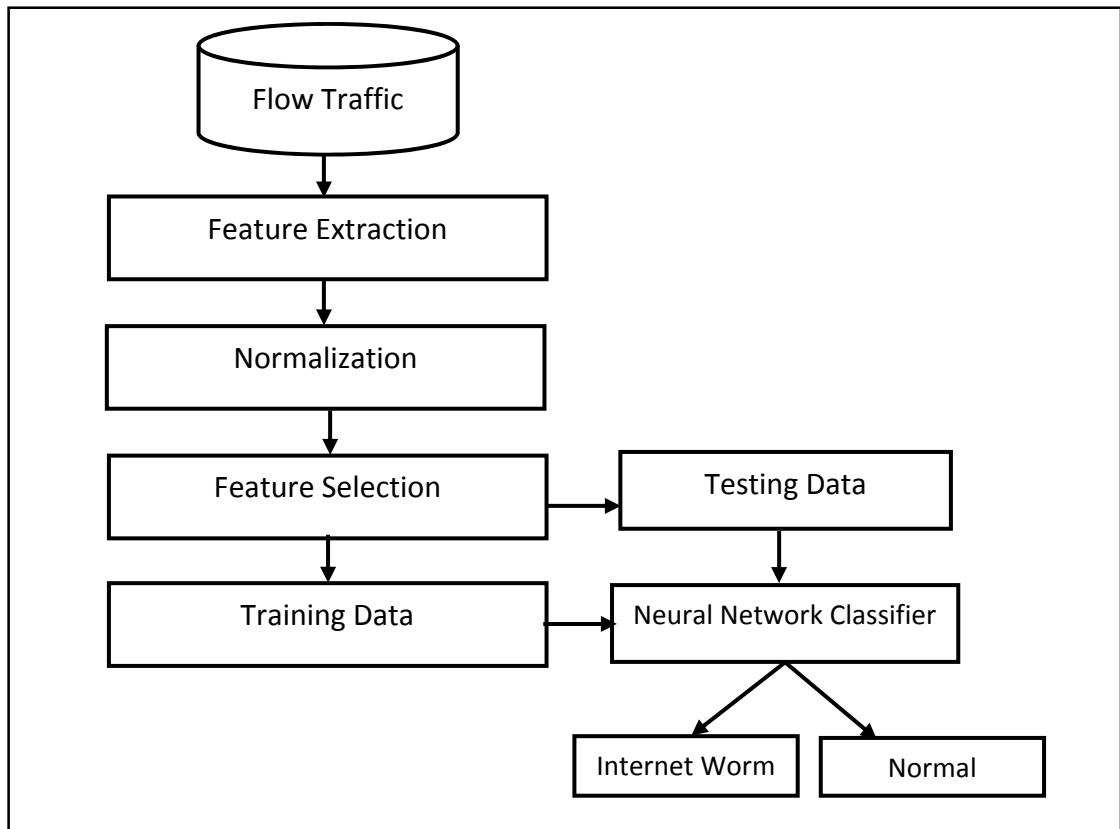 Flow Traffic
Feature Extraction
Normalization
Feature Selection
Testing Data
Training Data
Neural Network Classifier
Internet Worm
Normal